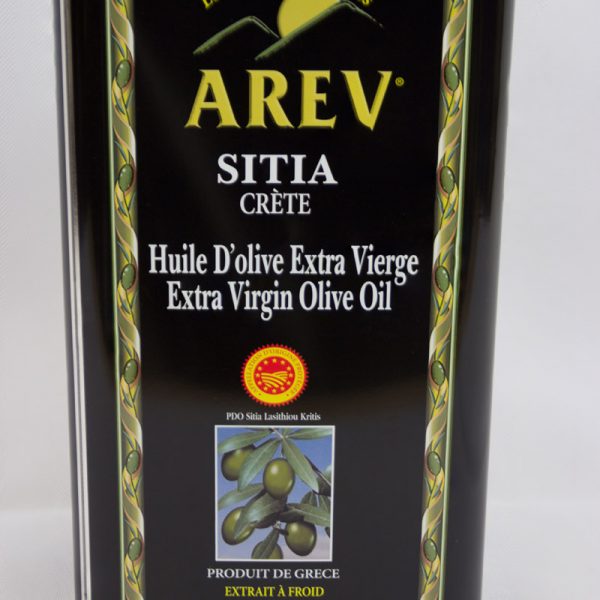 AREV®
SITIA
CRÈTE
Huile D'olive Extra Vierge
Extra Virgin Olive Oil
PDO Sitia Lasithiou Kritis
PRODUIT DE GRECE
EXTRAIT À FROID